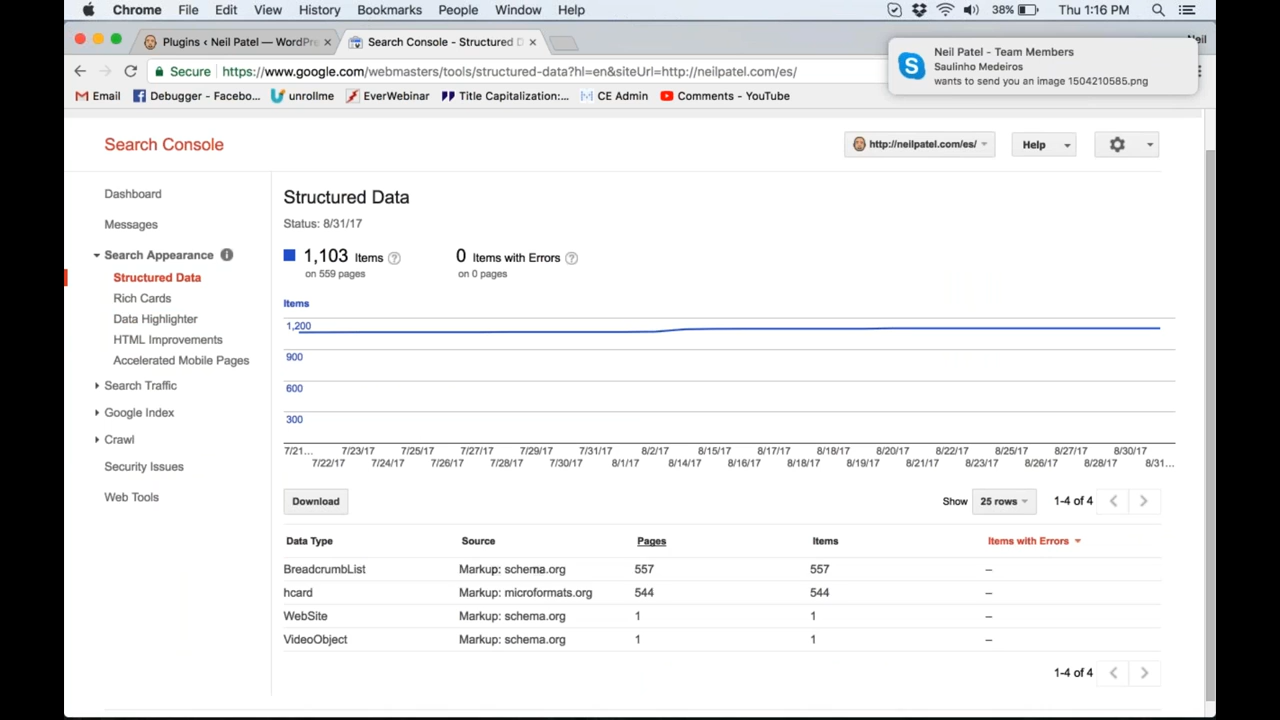 Chrome File Edit View History Bookmarks People Window Help 38% Thu 1:16 PM
Plugins ‹ Neil Patel — WordPre × Search Console - Structured D × Neil
Neil Patel - Team Members
Saulinho Medeiros
wants to send you an image 1504210585.png
Secure https://www.google.com/webmasters/tools/structured-data?hl=en&siteUrl=http://neilpatel.com/es/
Email Debugger - Facebo... unrollme EverWebinar Title Capitalization:... CE Admin Comments - YouTube
Search Console http://neilpatel.com/es/ Help
Dashboard
Messages
Search Appearance
Structured Data
Rich Cards
Data Highlighter
HTML Improvements
Accelerated Mobile Pages
Search Traffic
Google Index
Crawl
Security Issues
Web Tools
Structured Data
Status: 8/31/17
1,103 Items ? 0 Items with Errors ?
on 559 pages on 0 pages
Items
1,200
900
600
300
7/21... 7/23/17 7/25/17 7/27/17 7/29/17 7/31/17 8/2/17 8/15/17 8/17/17 8/18/17 8/20/17 8/22/17 8/25/17 8/27/17 8/30/17
7/22/17 7/24/17 7/26/17 7/28/17 7/30/17 8/1/17 8/14/17 8/16/17 8/18/17 8/19/17 8/21/17 8/23/17 8/26/17 8/28/17 8/31...
Download Show 25 rows 1-4 of 4
Data Type Source Pages Items Items with Errors
BreadcrumbList Markup: schema.org 557 557 –
hcard Markup: microformats.org 544 544 –
WebSite Markup: schema.org 1 1 –
VideoObject Markup: schema.org 1 1 –
1-4 of 4